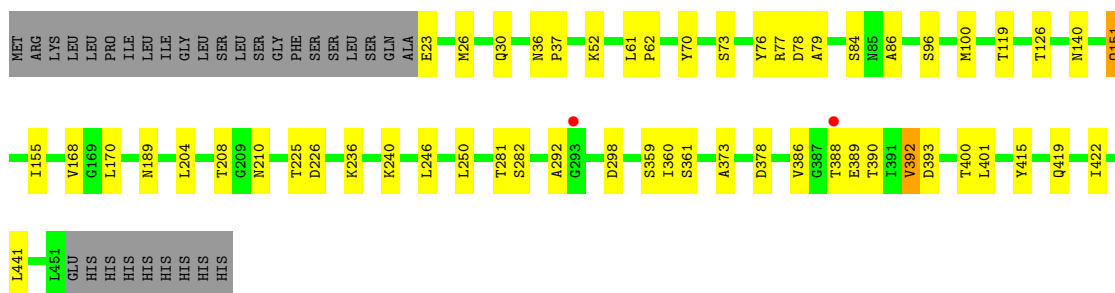 MET ARG LYS LEU LEU PRO ILE LEU ILE GLY LEU SER LEU SER GLY PHE SER SER LEU SER GLN ALA E23 M26 Q30 N36 P37 K52 L61 P62 Y70 S73 Y76 R77 D78 A79 S84 N85 A86 S96 M100 T119 T126 N140
I155 V168 G169 L170 N189 L204 T208 G209 N210 T225 D226 K236 K240 L246 L250 T281 S282 A292 G293 D298 S359 I360 S361 A373 D378 V386 G387 T388 E389 T390 I391 V392 D393 T400 L401 Y415 Q419 I422
L441 L451 GLU HIS HIS HIS HIS HIS HIS HIS HIS